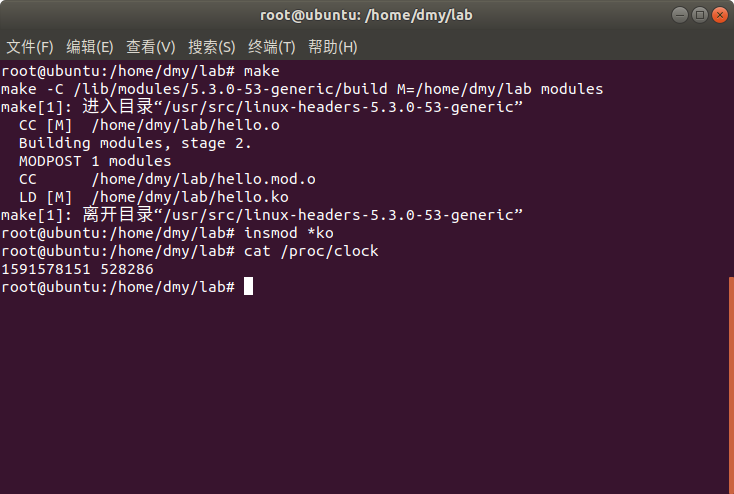 root@ubuntu: /home/dmy/lab
文件(F) 编辑(E) 查看(V) 搜索(S) 终端(T) 帮助(H)
root@ubuntu:/home/dmy/lab# make
make -C /lib/modules/5.3.0-53-generic/build M=/home/dmy/lab modules
make[1]: 进入目录“/usr/src/linux-headers-5.3.0-53-generic”
  CC [M]  /home/dmy/lab/hello.o
  Building modules, stage 2.
  MODPOST 1 modules
  CC      /home/dmy/lab/hello.mod.o
  LD [M]  /home/dmy/lab/hello.ko
make[1]: 离开目录“/usr/src/linux-headers-5.3.0-53-generic”
root@ubuntu:/home/dmy/lab# insmod *ko
root@ubuntu:/home/dmy/lab# cat /proc/clock
1591578151 528286
root@ubuntu:/home/dmy/lab#